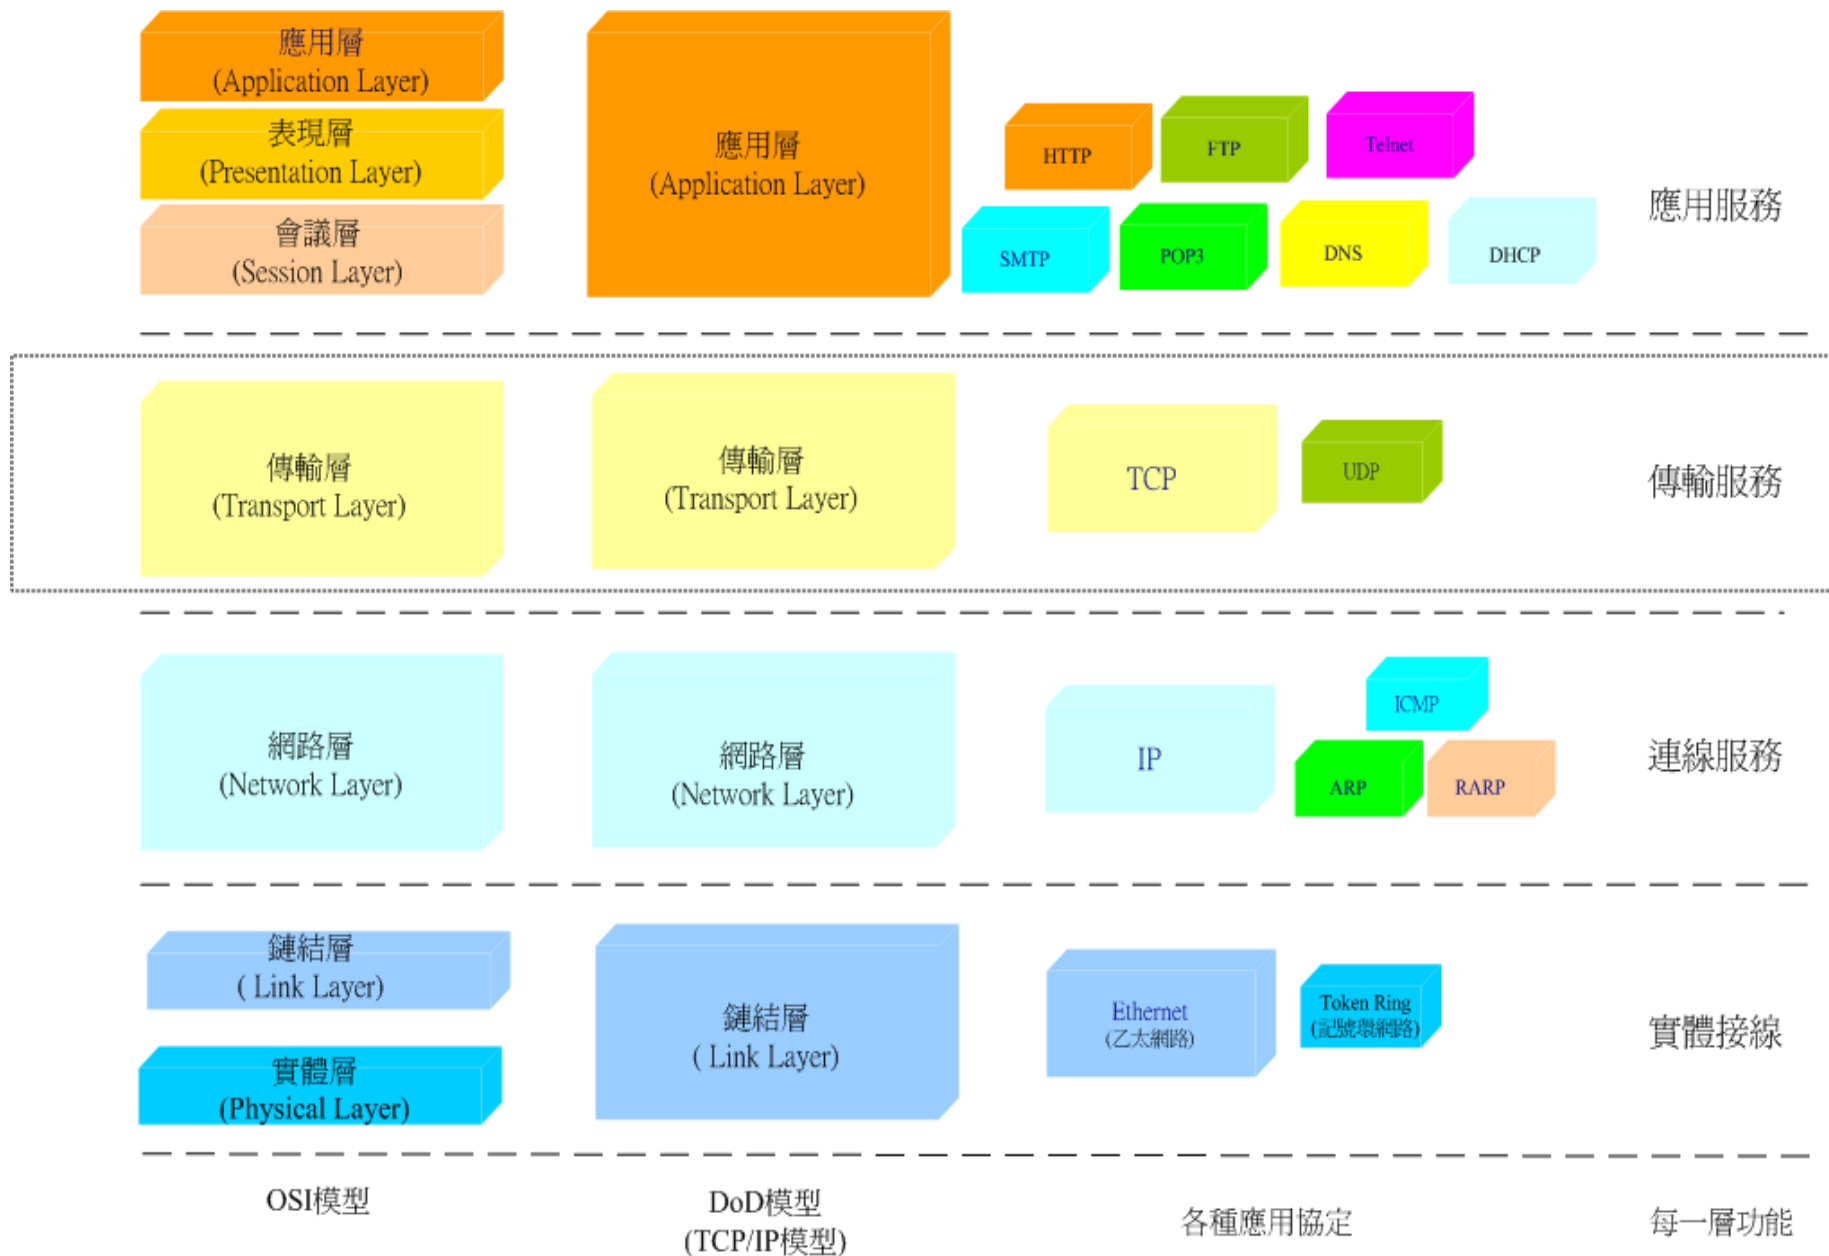 應用層
(Application Layer)
表現層
(Presentation Layer)
會議層
(Session Layer)
應用層
(Application Layer)
HTTP
FTP
Telnet
SMTP
POP3
DNS
DHCP
應用服務
傳輸層
(Transport Layer)
傳輸層
(Transport Layer)
TCP
UDP
傳輸服務
網路層
(Network Layer)
網路層
(Network Layer)
IP
ICMP
ARP
RARP
連線服務
鏈結層
( Link Layer)
實體層
(Physical Layer)
鏈結層
( Link Layer)
Ethernet
(乙太網路)
Token Ring
(記號環網路)
實體接線
OSI模型
DoD模型
(TCP/IP模型)
各種應用協定
每一層功能